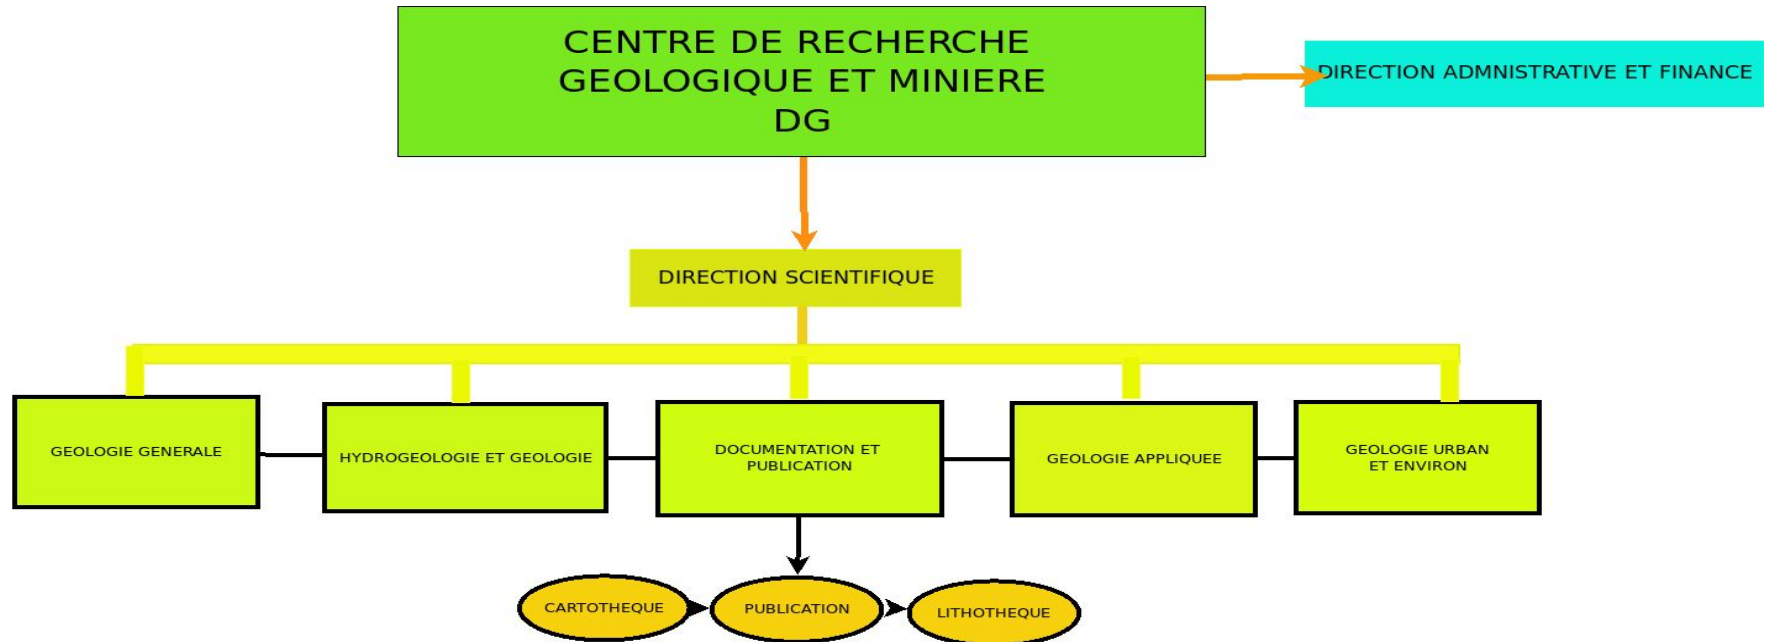 CENTRE DE RECHERCHE
GEOLOGIQUE ET MINIERE
DG
DIRECTION ADMNISTRATIVE ET FINANCE
DIRECTION SCIENTIFIQUE
GEOLOGIE GENERALE
HYDROGEOLOGIE ET GEOLOGIE
DOCUMENTATION ET
PUBLICATION
GEOLOGIE APPLIQUEE
GEOLOGIE URBAN
ET ENVIRON
CARTOTHEQUE
PUBLICATION
LITHOTHEQUE